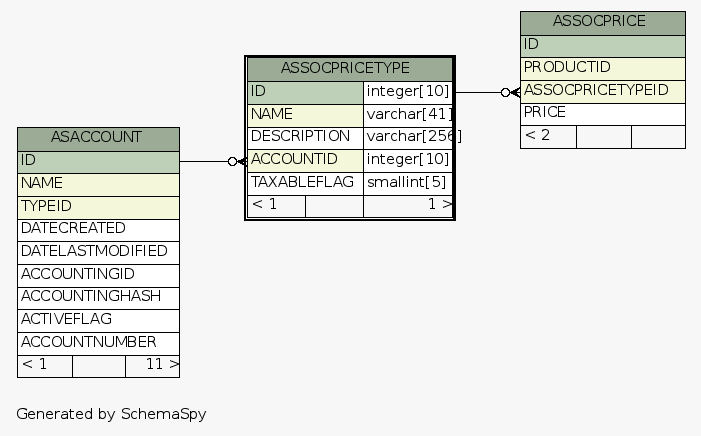 ASSOCPRICE
ID
PRODUCTID
ASSOCPRICETYPEID
PRICE
< 2
ASSOCPRICETYPE
ID integer[10]
NAME varchar[41]
DESCRIPTION varchar[256]
ACCOUNTID integer[10]
TAXABLEFLAG smallint[5]
< 1 1 >
ASACCOUNT
ID
NAME
TYPEID
DATECREATED
DATELASTMODIFIED
ACCOUNTINGID
ACCOUNTINGHASH
ACTIVEFLAG
ACCOUNTNUMBER
< 1 11 >
Generated by SchemaSpy